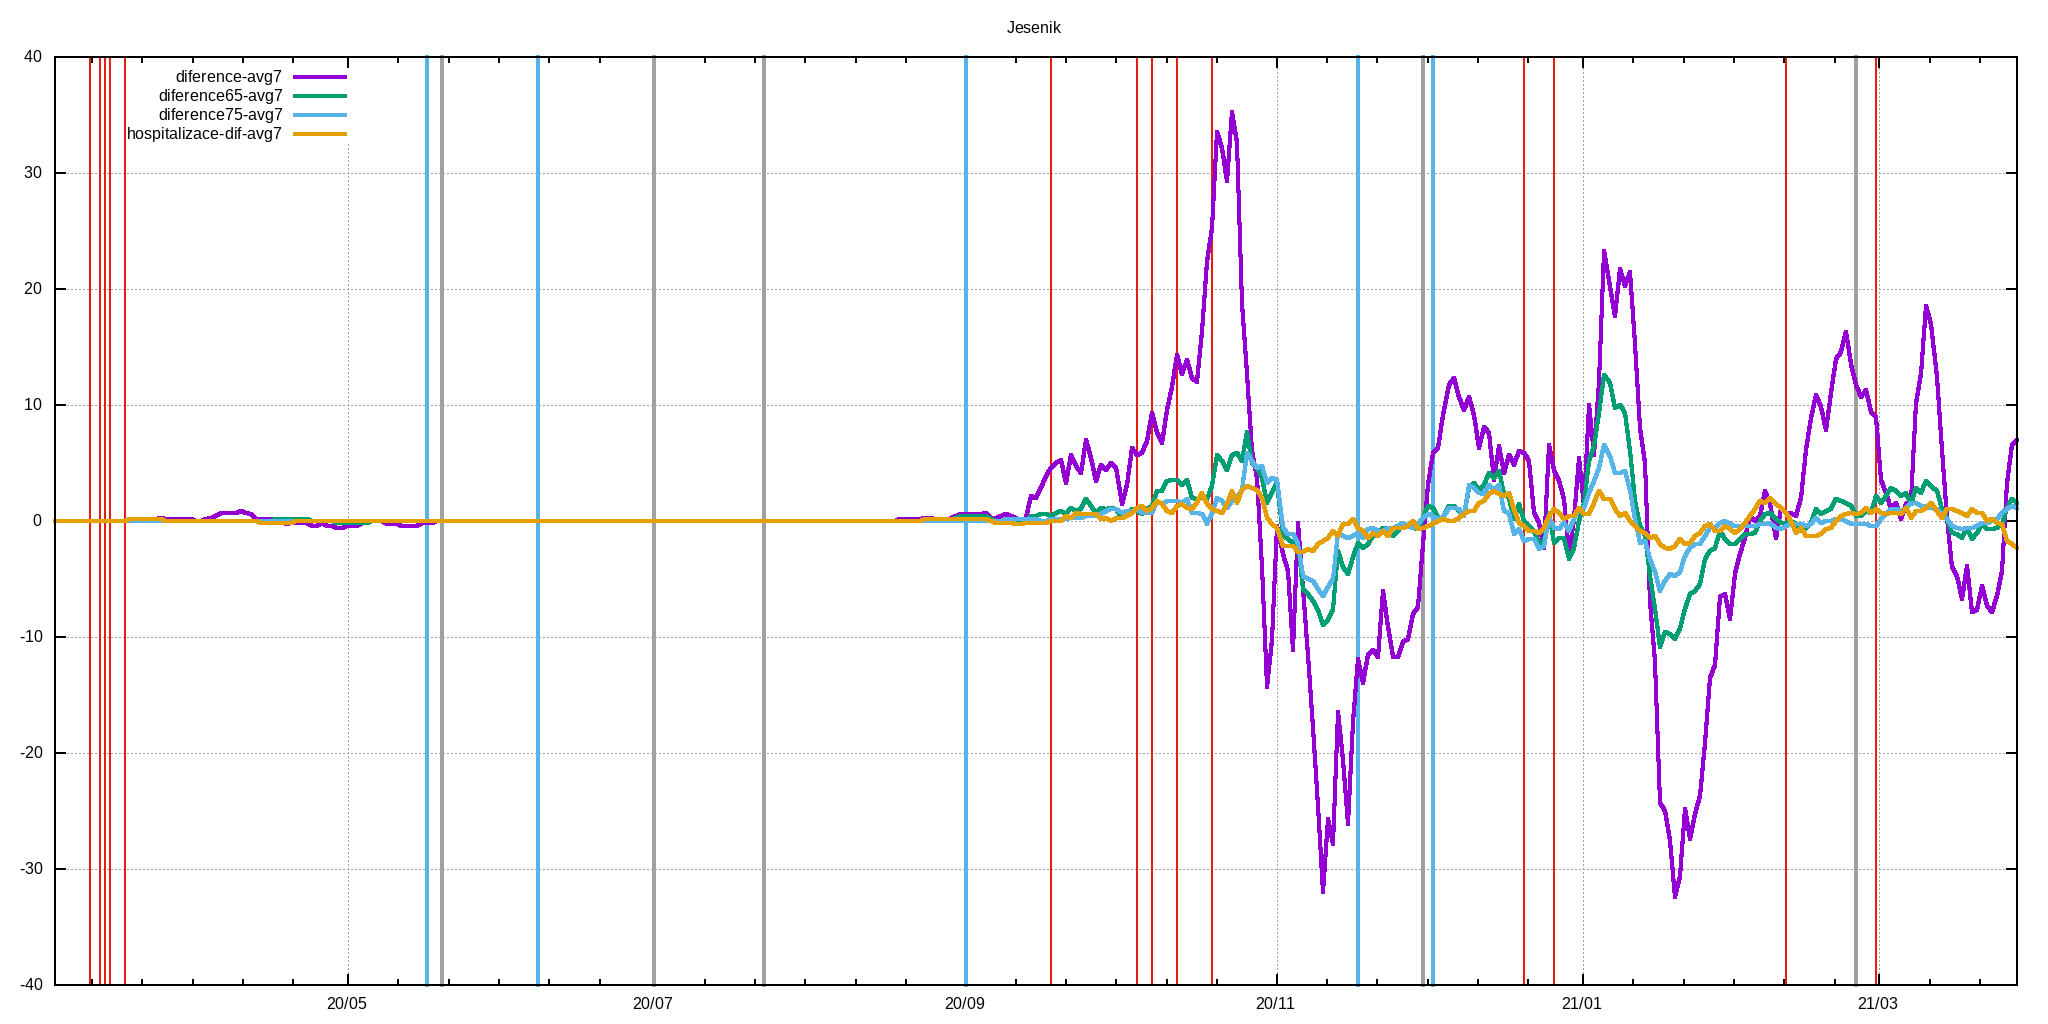 Jesenik
diference-avg7
diference65-avg7
diference75-avg7
hospitalizace-dif-avg7
40
30
20
10
0
-10
-20
-30
-40
20/05 20/07 20/09 20/11 21/01 21/03